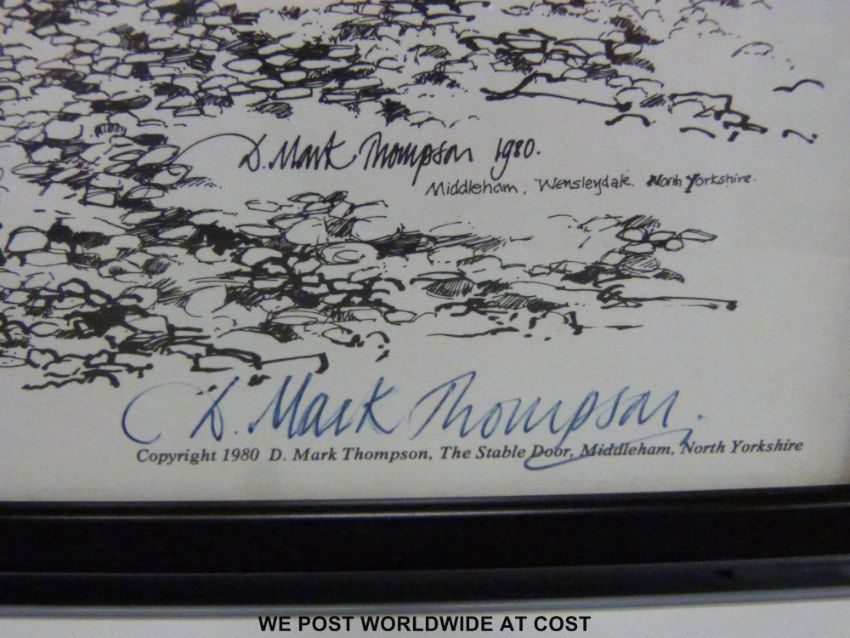 D. Mark Thompson 1980.
Middleham, Wensleydale. North Yorkshire.
D. Mark Thompson.
Copyright 1980 D. Mark Thompson, The Stable Door, Middleham, North Yorkshire
WE POST WORLDWIDE AT COST